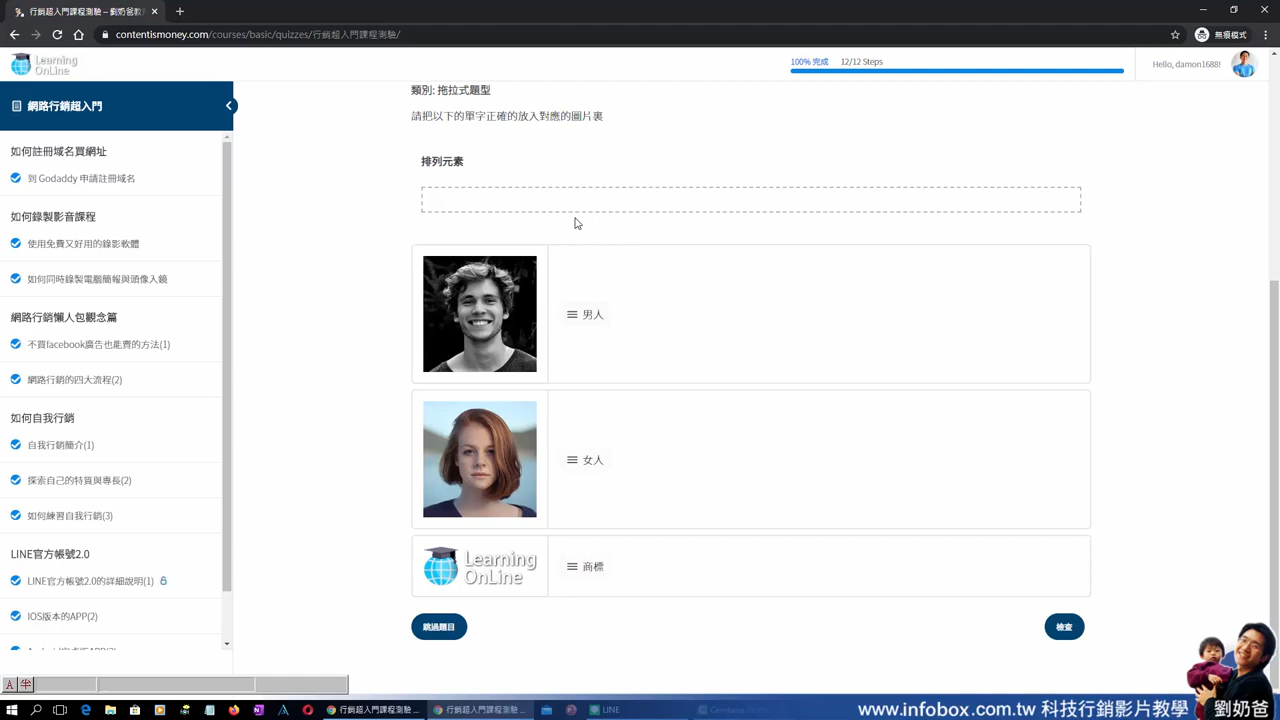 行銷超入門課程測驗 – 劉奶爸訂
contentismoney.com/coursys/basic/quizzes/行銷超入門課程測驗/
無痕模式
Learning OnLine
100% 完成 12/12 Steps
Hello, damon1688!
網路行銷超入門
如何註冊域名買網址
到 Godaddy 申請註冊域名
如何錄製影音課程
使用免費又好用的錄影軟體
如何同時錄製電腦簡報與頭像入鏡
網路行銷懶人包觀念篇
不買facebook廣告也能賣的方法(1)
網路行銷的四大流程(2)
如何自我行銷
自我行銷簡介(1)
探索自己的特質與專長(2)
如何練習自我行銷(3)
LINE官方帳號2.0
LINE官方帳號2.0的詳細說明(1)
IOS版本的APP(2)
類別: 拖拉式題型
請把以下的單字正確的放入對應的圖片裏
排列元素
男人
女人
Learning
OnLine
商標
跳過題目
檢查
A 半
行銷超入門課程測...
行銷超入門課程測...
LINE
Camtasia
www.infobox.com.tw 科技行銷影片教學
劉奶爸